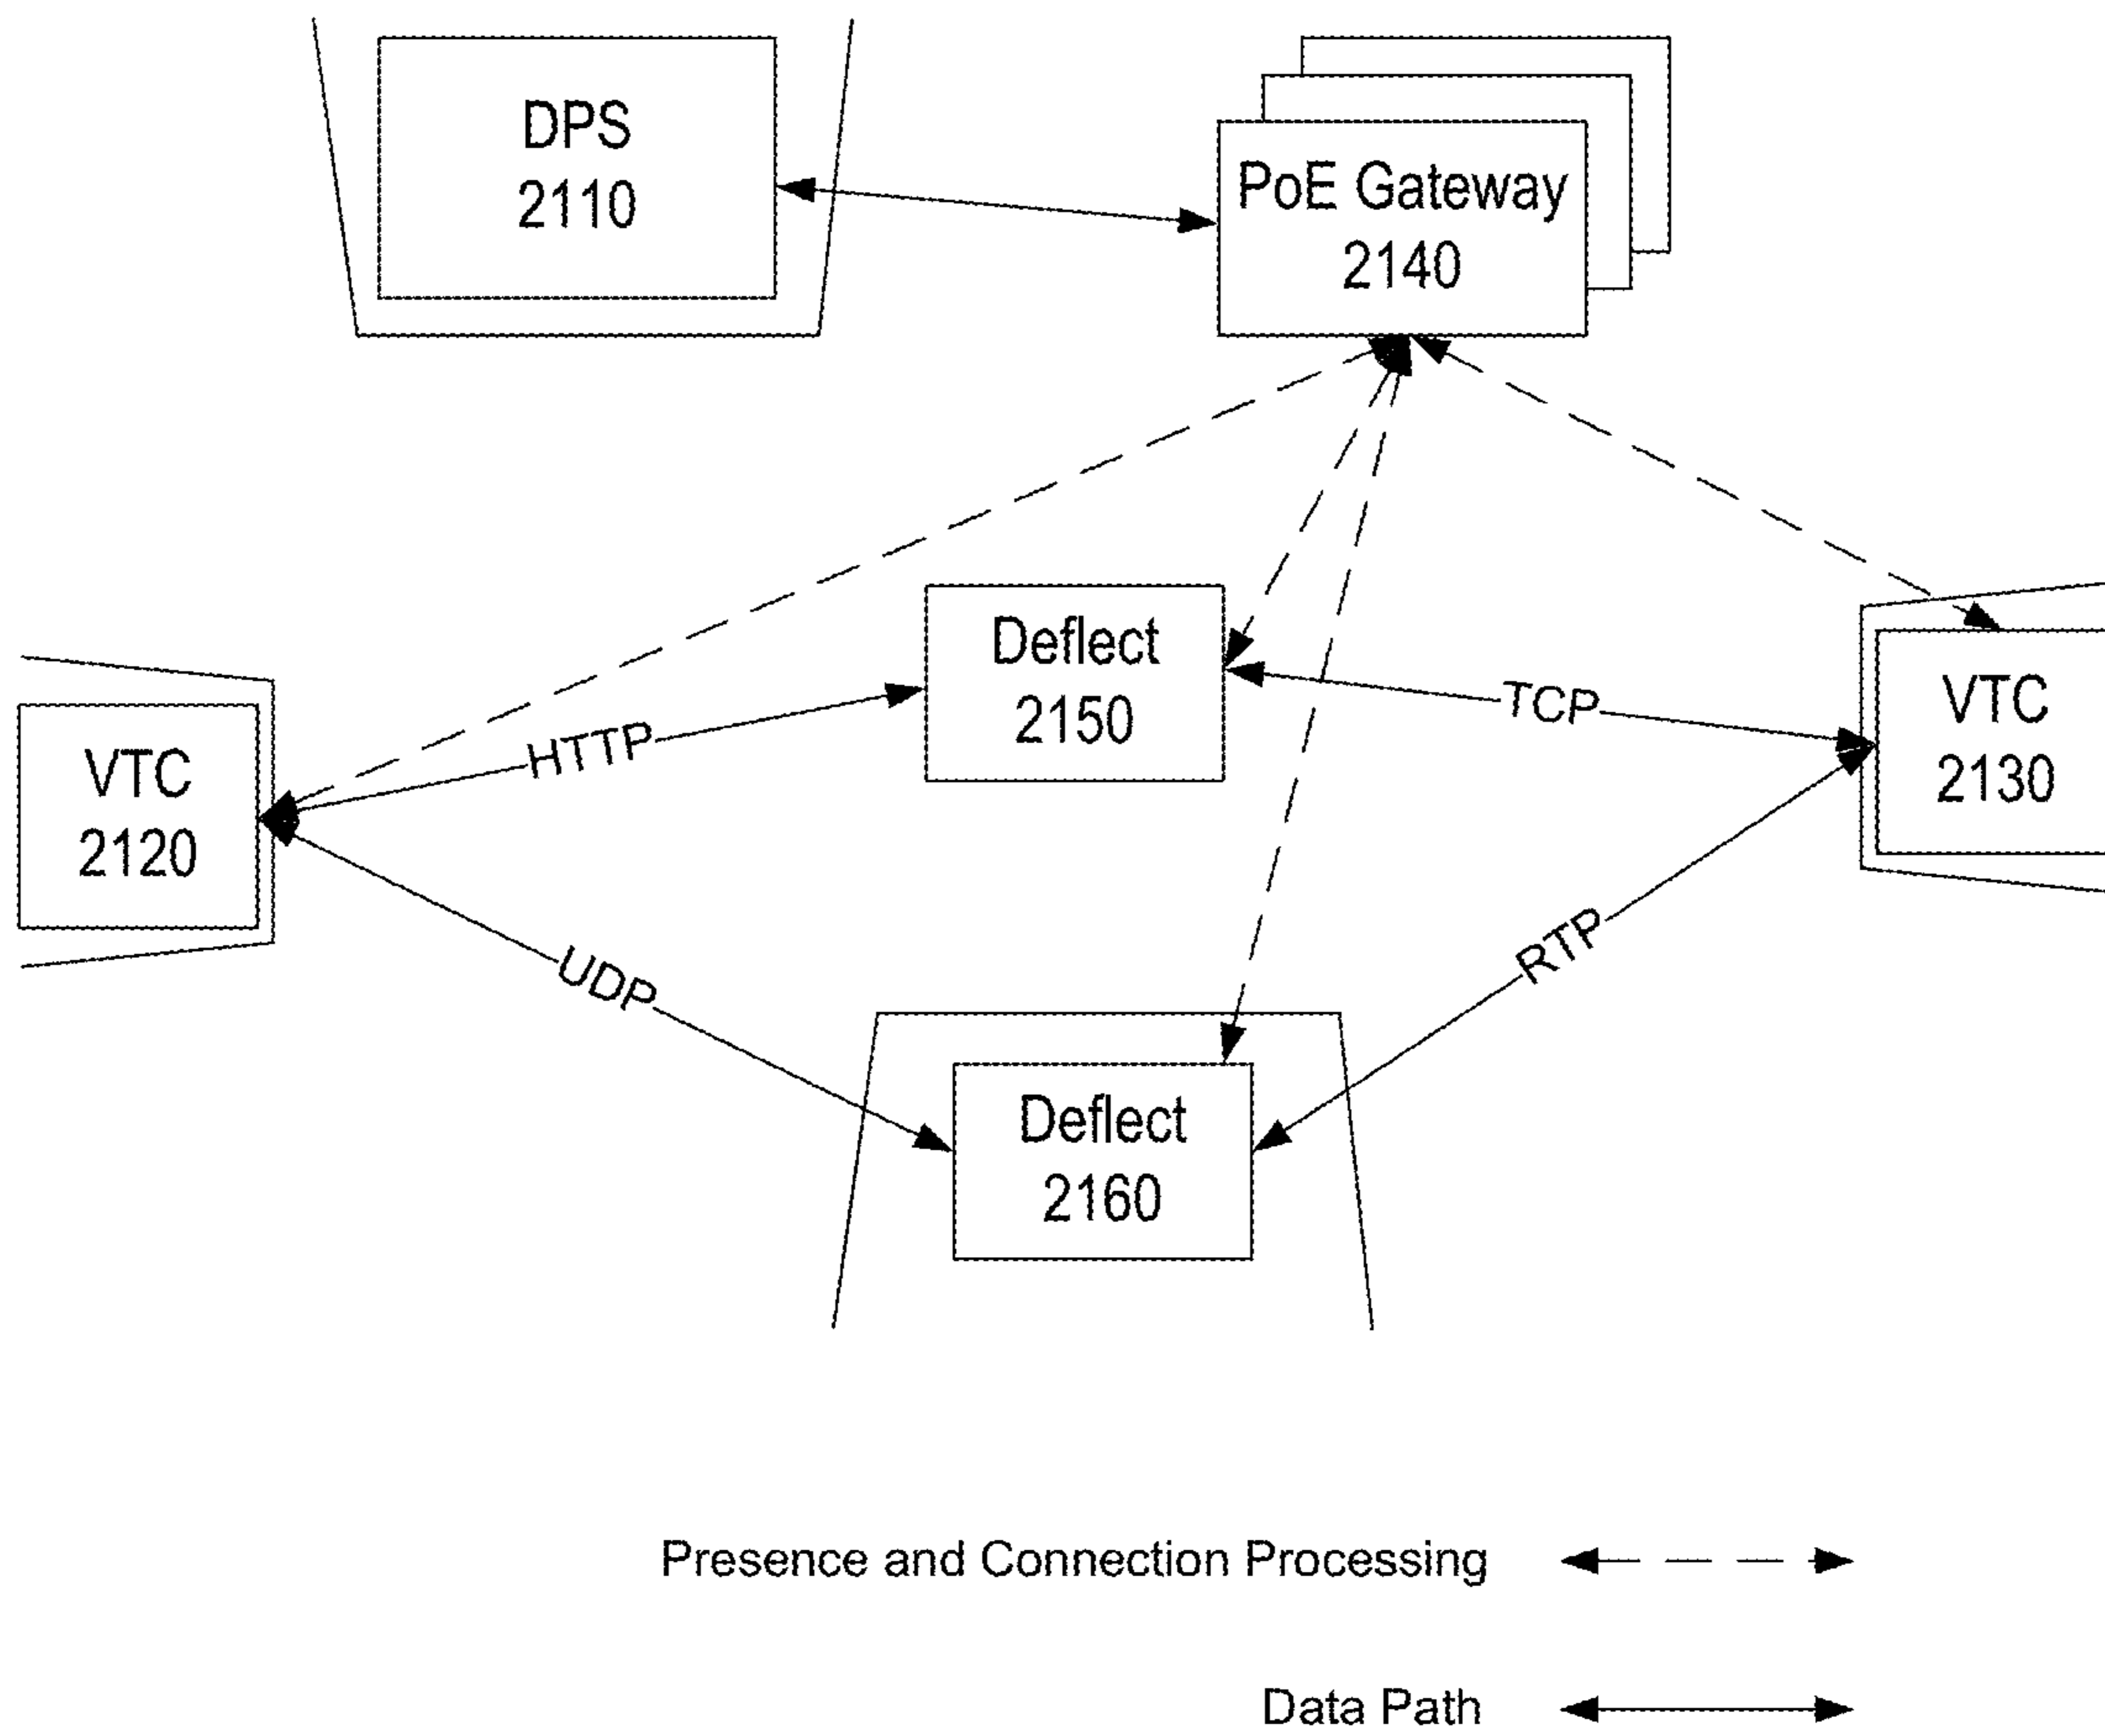 DPS
2110
PoE Gateway
2140
Deflect
2150
TCP
VTC
2130
HTTP
VTC
2120
UDP
RTP
Deflect
2160
Presence and Connection Processing
Data Path